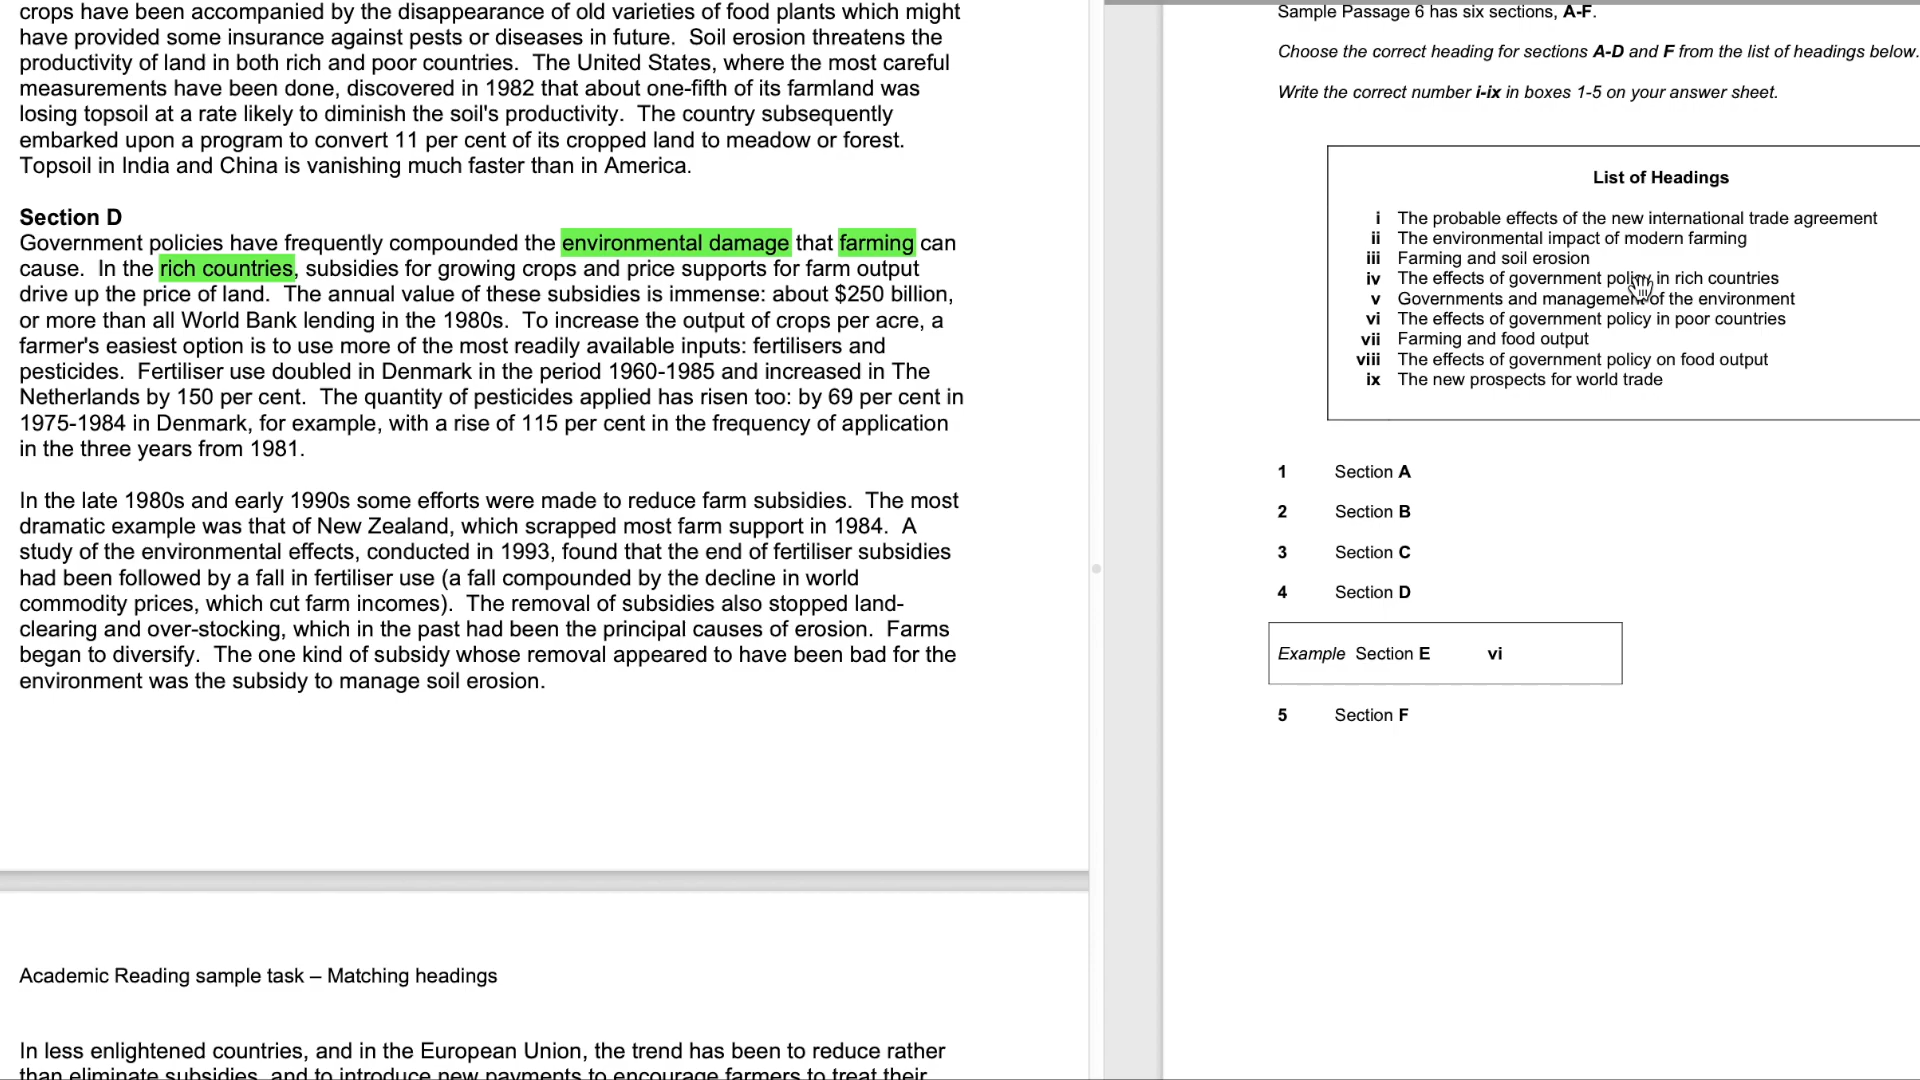 crops have been accompanied by the disappearance of old varieties of food plants which might
have provided some insurance against pests or diseases in future. Soil erosion threatens the
productivity of land in both rich and poor countries. The United States, where the most careful
measurements have been done, discovered in 1982 that about one-fifth of its farmland was
losing topsoil at a rate likely to diminish the soil's productivity. The country subsequently
embarked upon a program to convert 11 per cent of its cropped land to meadow or forest.
Topsoil in India and China is vanishing much faster than in America.
Section D
Government policies have frequently compounded the environmental damage that farming can
cause. In the rich countries, subsidies for growing crops and price supports for farm output
drive up the price of land. The annual value of these subsidies is immense: about $250 billion,
or more than all World Bank lending in the 1980s. To increase the output of crops per acre, a
farmer's easiest option is to use more of the most readily available inputs: fertilisers and
pesticides. Fertiliser use doubled in Denmark in the period 1960-1985 and increased in The
Netherlands by 150 per cent. The quantity of pesticides applied has risen too: by 69 per cent in
1975-1984 in Denmark, for example, with a rise of 115 per cent in the frequency of application
in the three years from 1981.
In the late 1980s and early 1990s some efforts were made to reduce farm subsidies. The most
dramatic example was that of New Zealand, which scrapped most farm support in 1984. A
study of the environmental effects, conducted in 1993, found that the end of fertiliser subsidies
had been followed by a fall in fertiliser use (a fall compounded by the decline in world
commodity prices, which cut farm incomes). The removal of subsidies also stopped land-
clearing and over-stocking, which in the past had been the principal causes of erosion. Farms
began to diversify. The one kind of subsidy whose removal appeared to have been bad for the
environment was the subsidy to manage soil erosion.
Academic Reading sample task – Matching headings
In less enlightened countries, and in the European Union, the trend has been to reduce rather
than eliminate subsidies, and to introduce new payments to encourage farmers to treat their
Sample Passage 6 has six sections, A-F.
Choose the correct heading for sections A-D and F from the list of headings below.
Write the correct number i-ix in boxes 1-5 on your answer sheet.
List of Headings
i The probable effects of the new international trade agreement
ii The environmental impact of modern farming
iii Farming and soil erosion
iv The effects of government policy in rich countries
v Governments and management of the environment
vi The effects of government policy in poor countries
vii Farming and food output
viii The effects of government policy on food output
ix The new prospects for world trade
1 Section A
2 Section B
3 Section C
4 Section D
Example Section E vi
5 Section F